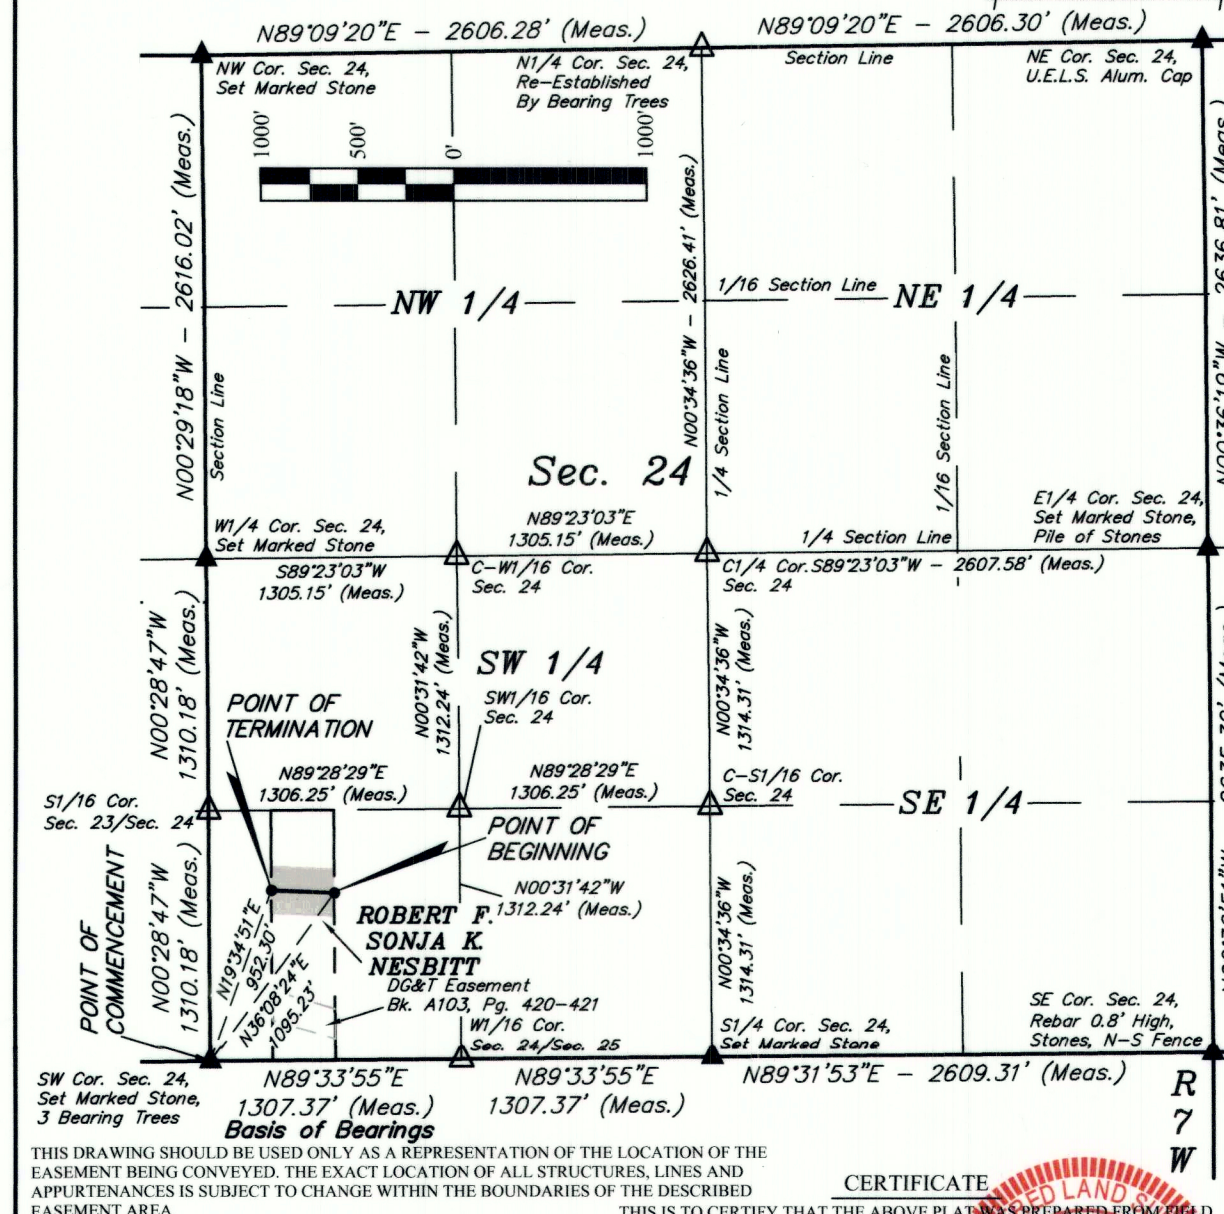 N89°09'20"E - 2606.28' (Meas.)
N89°09'20"E - 2606.30' (Meas.)
NW Cor. Sec. 24,
Set Marked Stone
N1/4 Cor. Sec. 24,
Re-Established
By Bearing Trees
Section Line
NE Cor. Sec. 24,
U.E.L.S. Alum. Cap
1000'
500'
0'
1000'
N00°29'18"W - 2616.02' (Meas.)
Section Line
NW 1/4
N00°34'36"W - 2626.41' (Meas.)
1/4 Section Line
1/16 Section Line
NE 1/4
1/16 Section Line
Sec. 24
W1/4 Cor. Sec. 24,
Set Marked Stone
N89°23'03"E
1305.15' (Meas.)
1/4 Section Line
E1/4 Cor. Sec. 24,
Set Marked Stone,
Pile of Stones
S89°23'03"W
1305.15' (Meas.)
C-W1/16 Cor.
Sec. 24
C1/4 Cor.
Sec. 24
S89°23'03"W - 2607.58' (Meas.)
N00°28'47"W
1310.18' (Meas.)
N00°31'42"W
1312.24' (Meas.)
SW 1/4
SW1/16 Cor.
Sec. 24
N00°34'36"W
1314.31' (Meas.)
POINT OF
TERMINATION
N89°28'29"E
1306.25' (Meas.)
N89°28'29"E
1306.25' (Meas.)
C-S1/16 Cor.
Sec. 24
SE 1/4
S1/16 Cor.
Sec. 23/Sec. 24
POINT OF
BEGINNING
POINT OF
COMMENCEMENT
N00°28'47"W
1310.18' (Meas.)
N19°34'51"E
952.30'
N36°08'24"E
1095.23'
N00°31'42"W
1312.24' (Meas.)
ROBERT F.
SONJA K.
NESBITT
DG&T Easement
Bk. A103, Pg. 420-421
N00°34'36"W
1314.31' (Meas.)
W1/16 Cor.
Sec. 24/Sec. 25
S1/4 Cor. Sec. 24,
Set Marked Stone
SE Cor. Sec. 24,
Rebar 0.8' High,
Stones, N-S Fence
SW Cor. Sec. 24,
Set Marked Stone,
3 Bearing Trees
N89°33'55"E
1307.37' (Meas.)
Basis of Bearings
N89°33'55"E
1307.37' (Meas.)
N89°31'53"E - 2609.31' (Meas.)
R
7
W
THIS DRAWING SHOULD BE USED ONLY AS A REPRESENTATION OF THE LOCATION OF THE
EASEMENT BEING CONVEYED. THE EXACT LOCATION OF ALL STRUCTURES, LINES AND
APPURTENANCES IS SUBJECT TO CHANGE WITHIN THE BOUNDARIES OF THE DESCRIBED
EASEMENT AREA
CERTIFICATE
THIS IS TO CERTIFY THAT THE ABOVE PLAT WAS PREPARED FROM FIELD
LAND